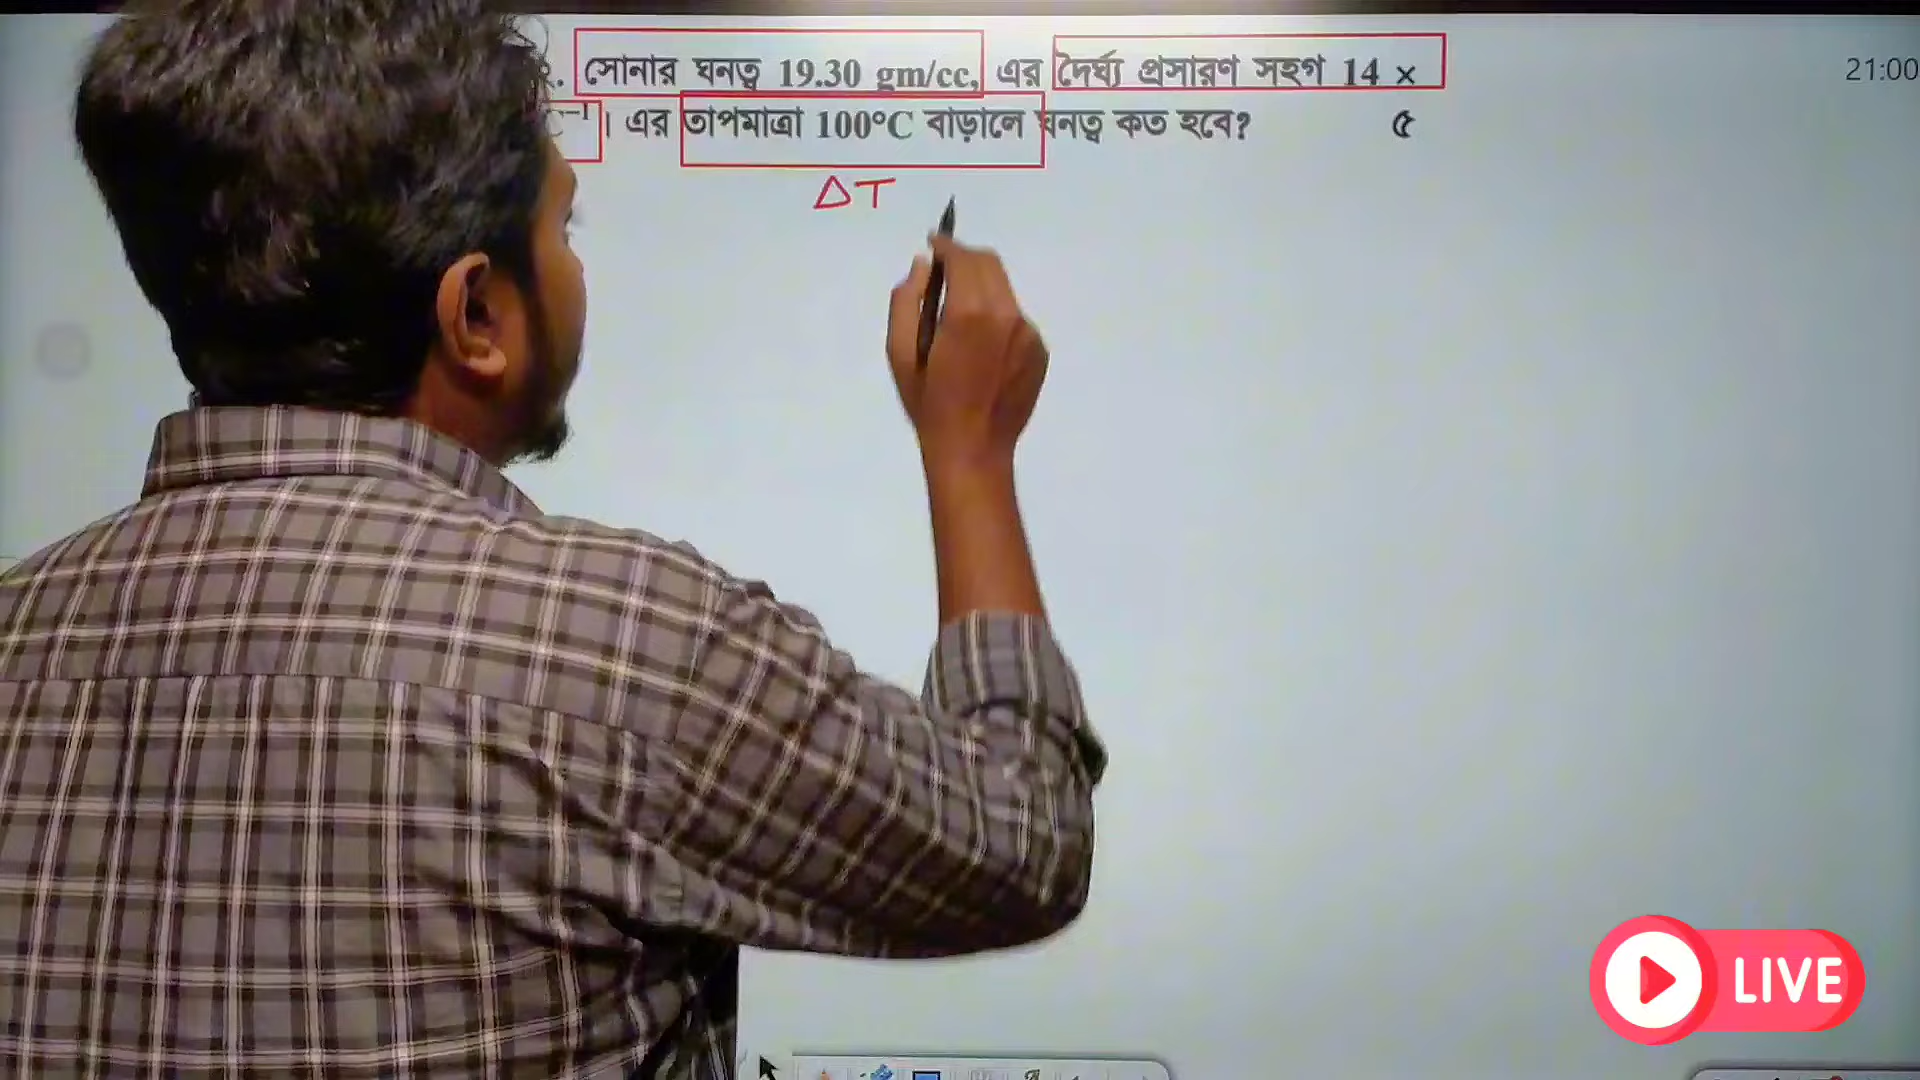 সোনার ঘনত্ব 19.30 gm/cc, এর দৈর্ঘ্য প্রসারণ সহগ 14 ×
C⁻¹। এর তাপমাত্রা 100°C বাড়ালে ঘনত্ব কত হবে? ৫
ΔT
21:00
LIVE